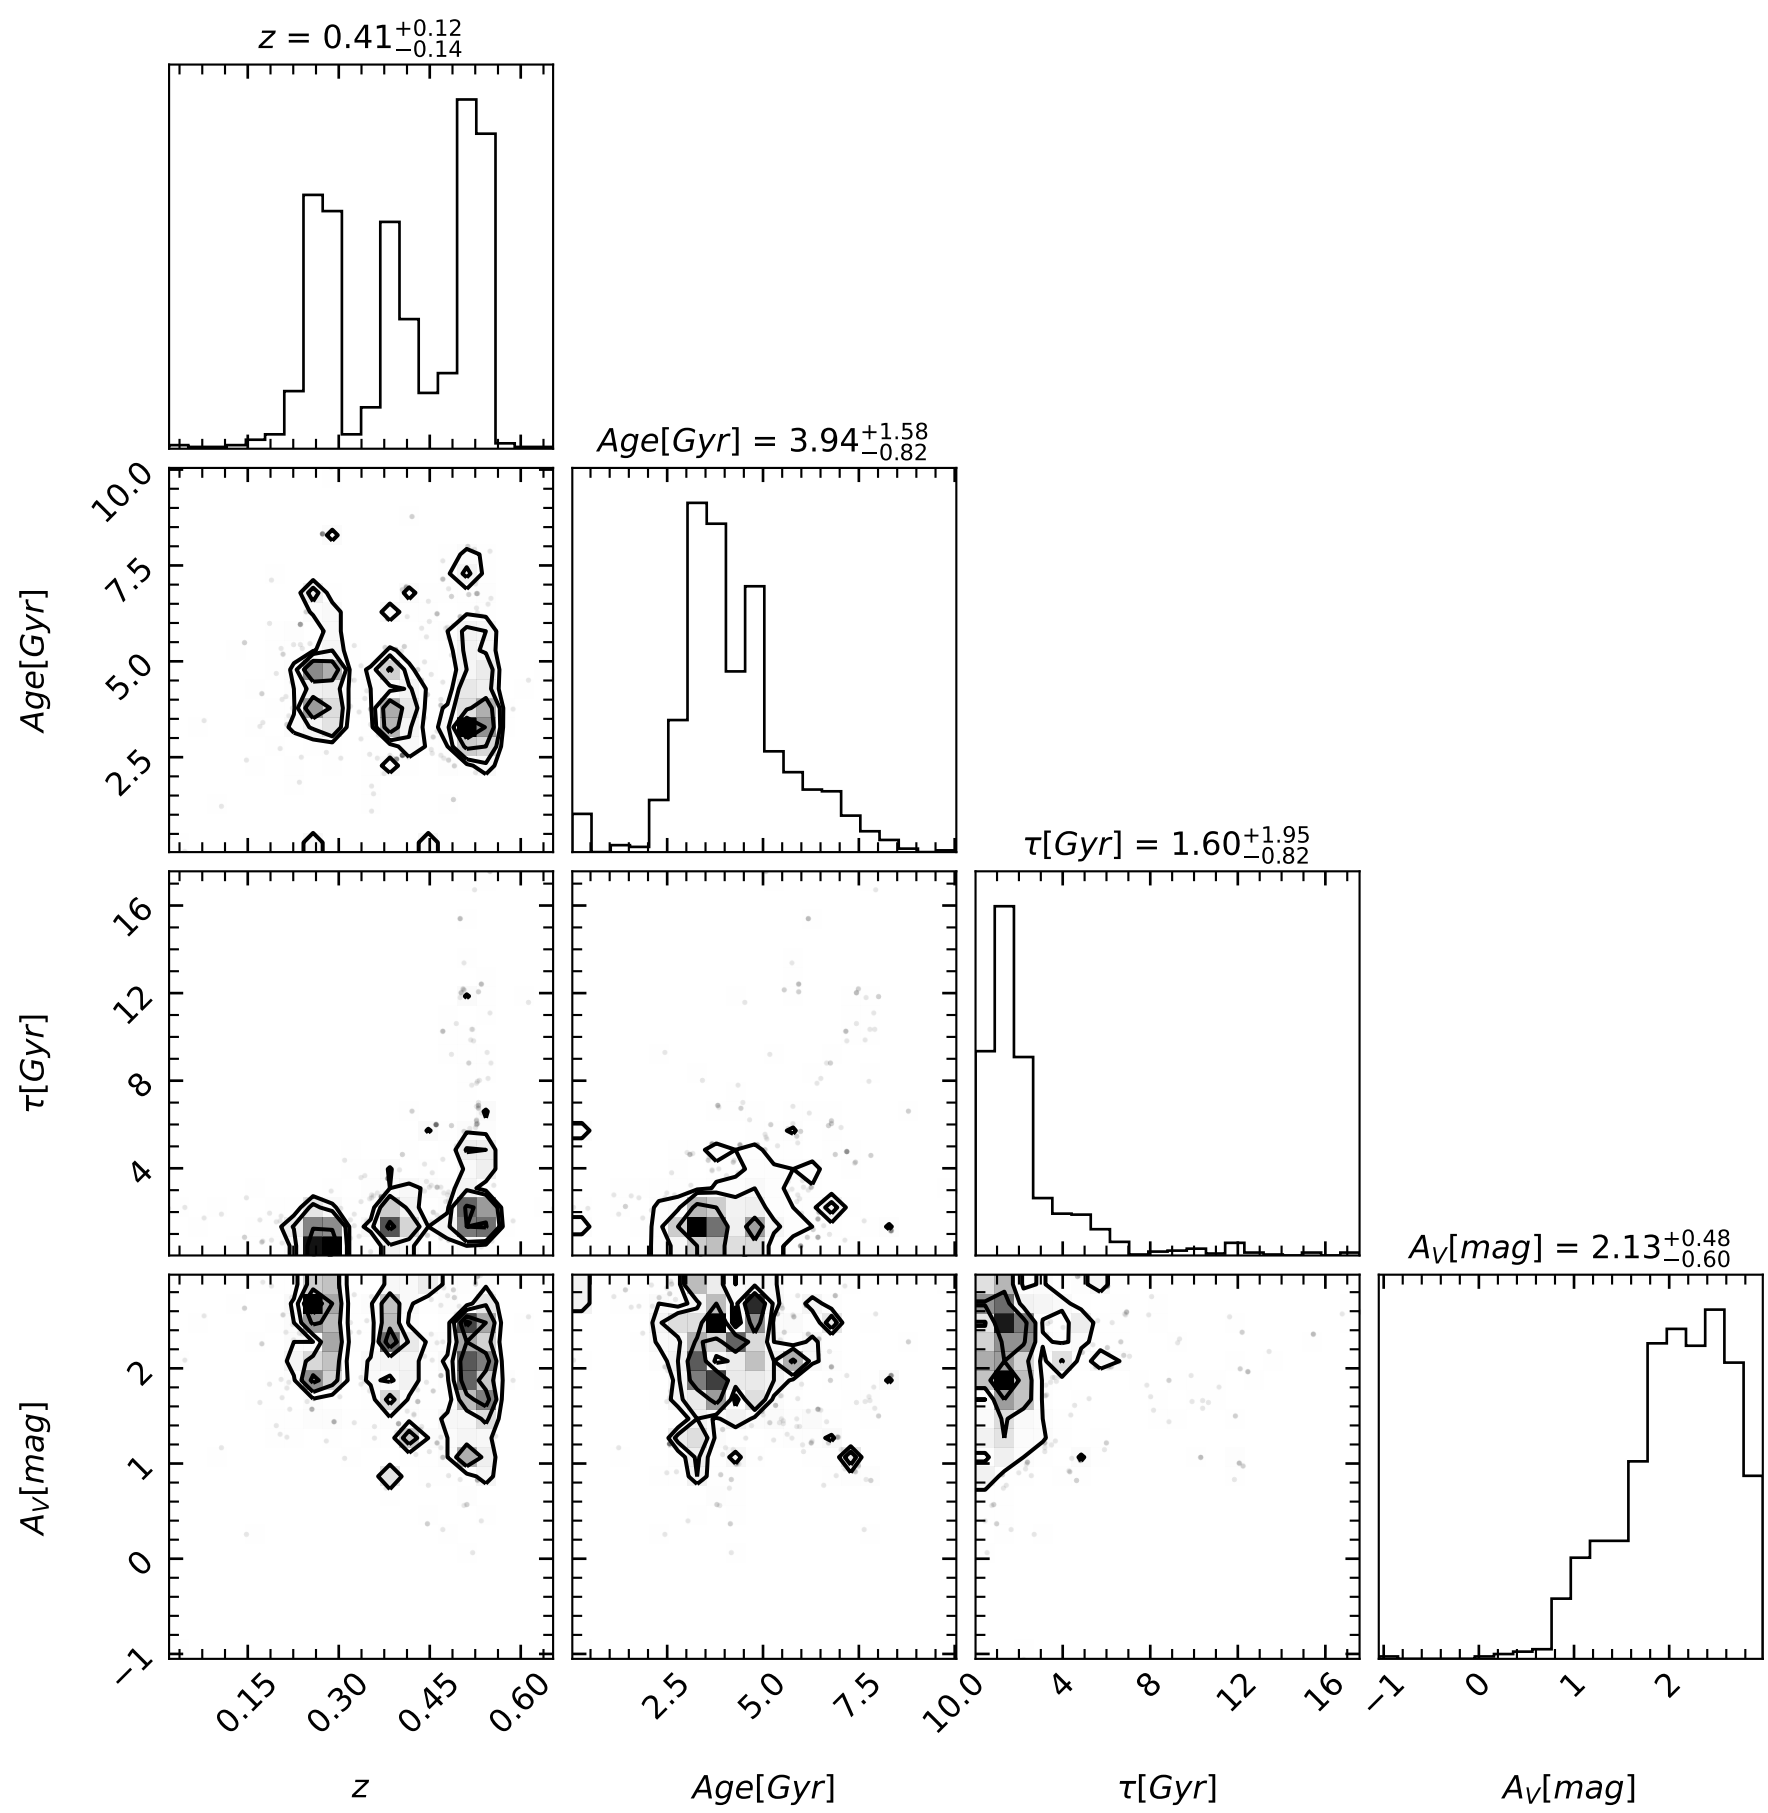 z = 0.41+0.12−0.14
Age[Gyr] = 3.94+1.58−0.82
10.0
7.5
5.0
2.5
Age[Gyr]
τ[Gyr] = 1.60+1.95−0.82
16
12
8
4
τ[Gyr]
AV[mag] = 2.13+0.48−0.60
2
1
0
−1
AV[mag]
0.15 0.30 0.45 0.60
2.5 5.0 7.5 10.0
4 8 12 16
−1 0 1 2
z
Age[Gyr]
τ[Gyr]
AV[mag]